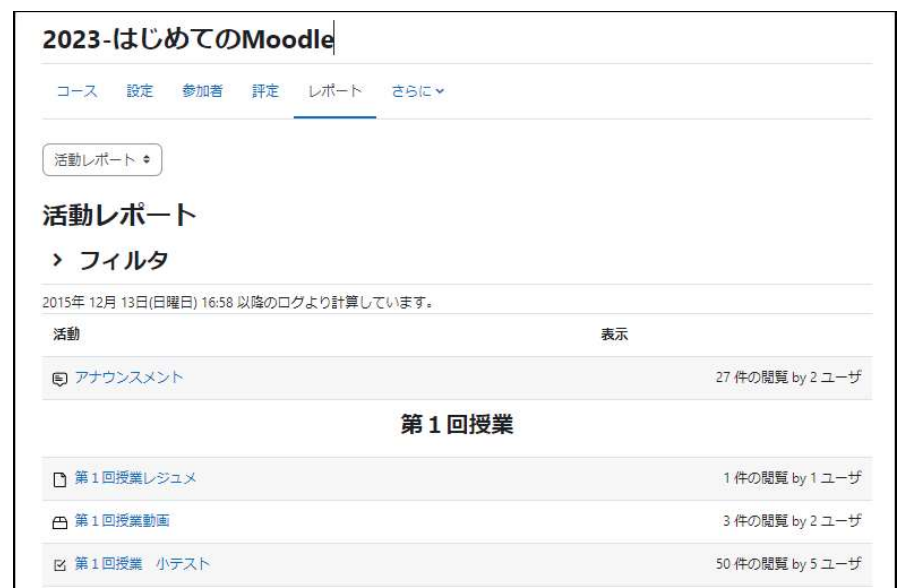 2023-はじめてのMoodle
コース 設定 参加者 評定 レポート さらに
活動レポート
活動レポート
フィルタ
2015年 12月 13日(日曜日) 16:58 以降のログより計算しています。
活動 表示
アナウンスメント 27 件の閲覧 by 2 ユーザ
第１回授業
第１回授業レジュメ 1 件の閲覧 by 1 ユーザ
第１回授業動画 3 件の閲覧 by 2 ユーザ
第１回授業　小テスト 50 件の閲覧 by 5 ユーザ